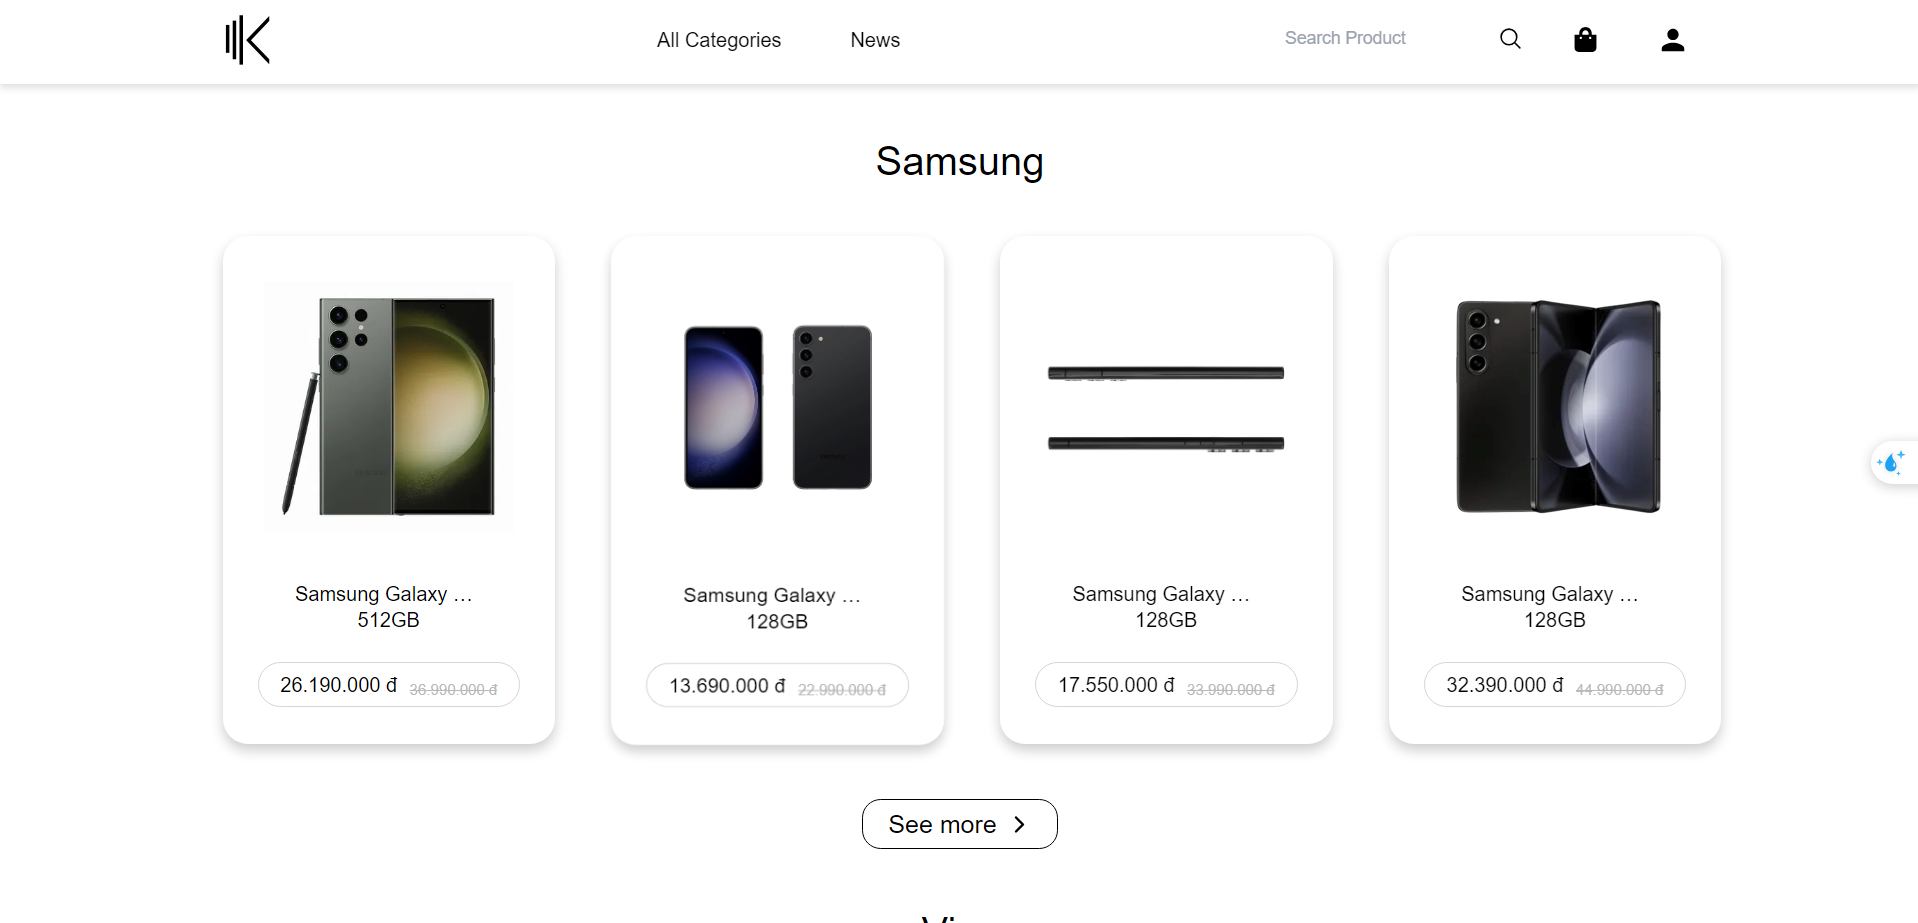 All Categories
News
Search Product
Samsung
Samsung Galaxy ...
512GB
26.190.000 đ 36.990.000 đ
Samsung Galaxy ...
128GB
13.690.000 đ 22.990.000 đ
Samsung Galaxy ...
128GB
17.550.000 đ 33.990.000 đ
Samsung Galaxy ...
128GB
32.390.000 đ 44.990.000 đ
See more